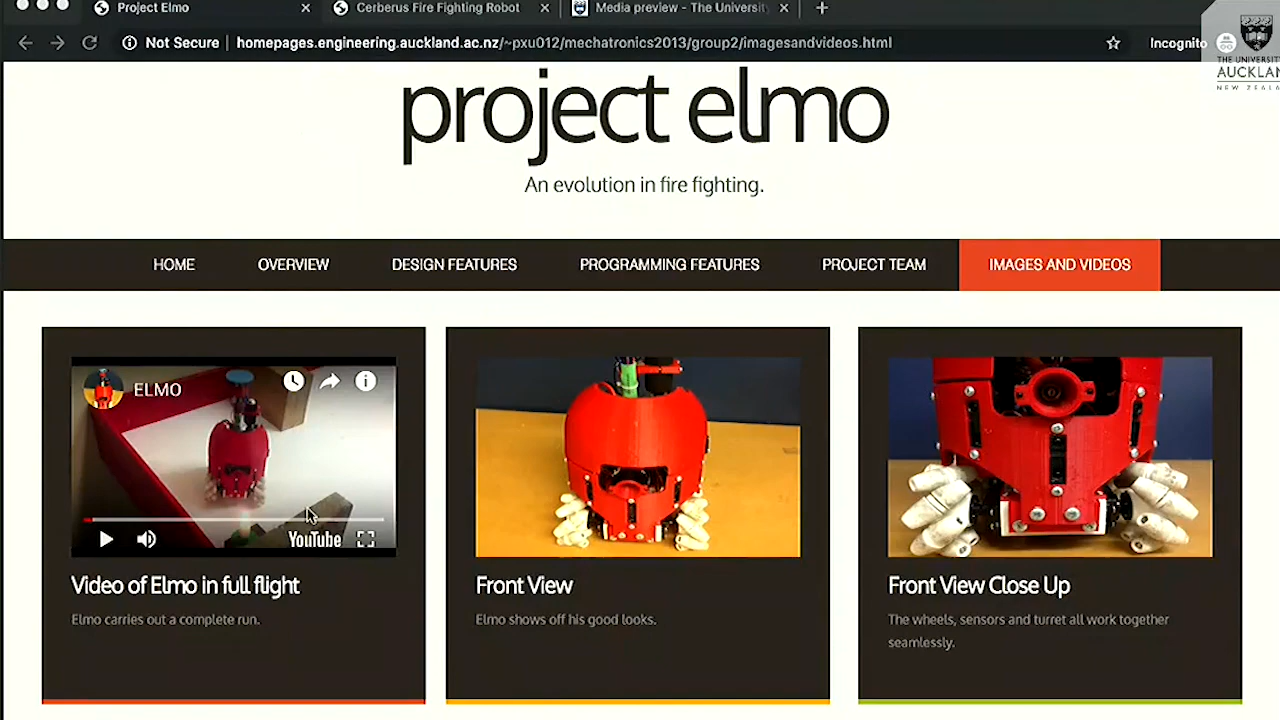 Project Elmo
Cerberus Fire Fighting Robot
Media preview - The University
Not Secure
homepages.engineering.auckland.ac.nz/~pxu012/mechatronics2013/group2/imagesandvideos.html
Incognito
THE UNIVERSITY
AUCKLAN
NEW ZEALA
project elmo
An evolution in fire fighting.
HOME
OVERVIEW
DESIGN FEATURES
PROGRAMMING FEATURES
PROJECT TEAM
IMAGES AND VIDEOS
ELMO
YouTube
Video of Elmo in full flight
Elmo carries out a complete run.
Front View
Elmo shows off his good looks.
Front View Close Up
The wheels, sensors and turret all work together
seamlessly.